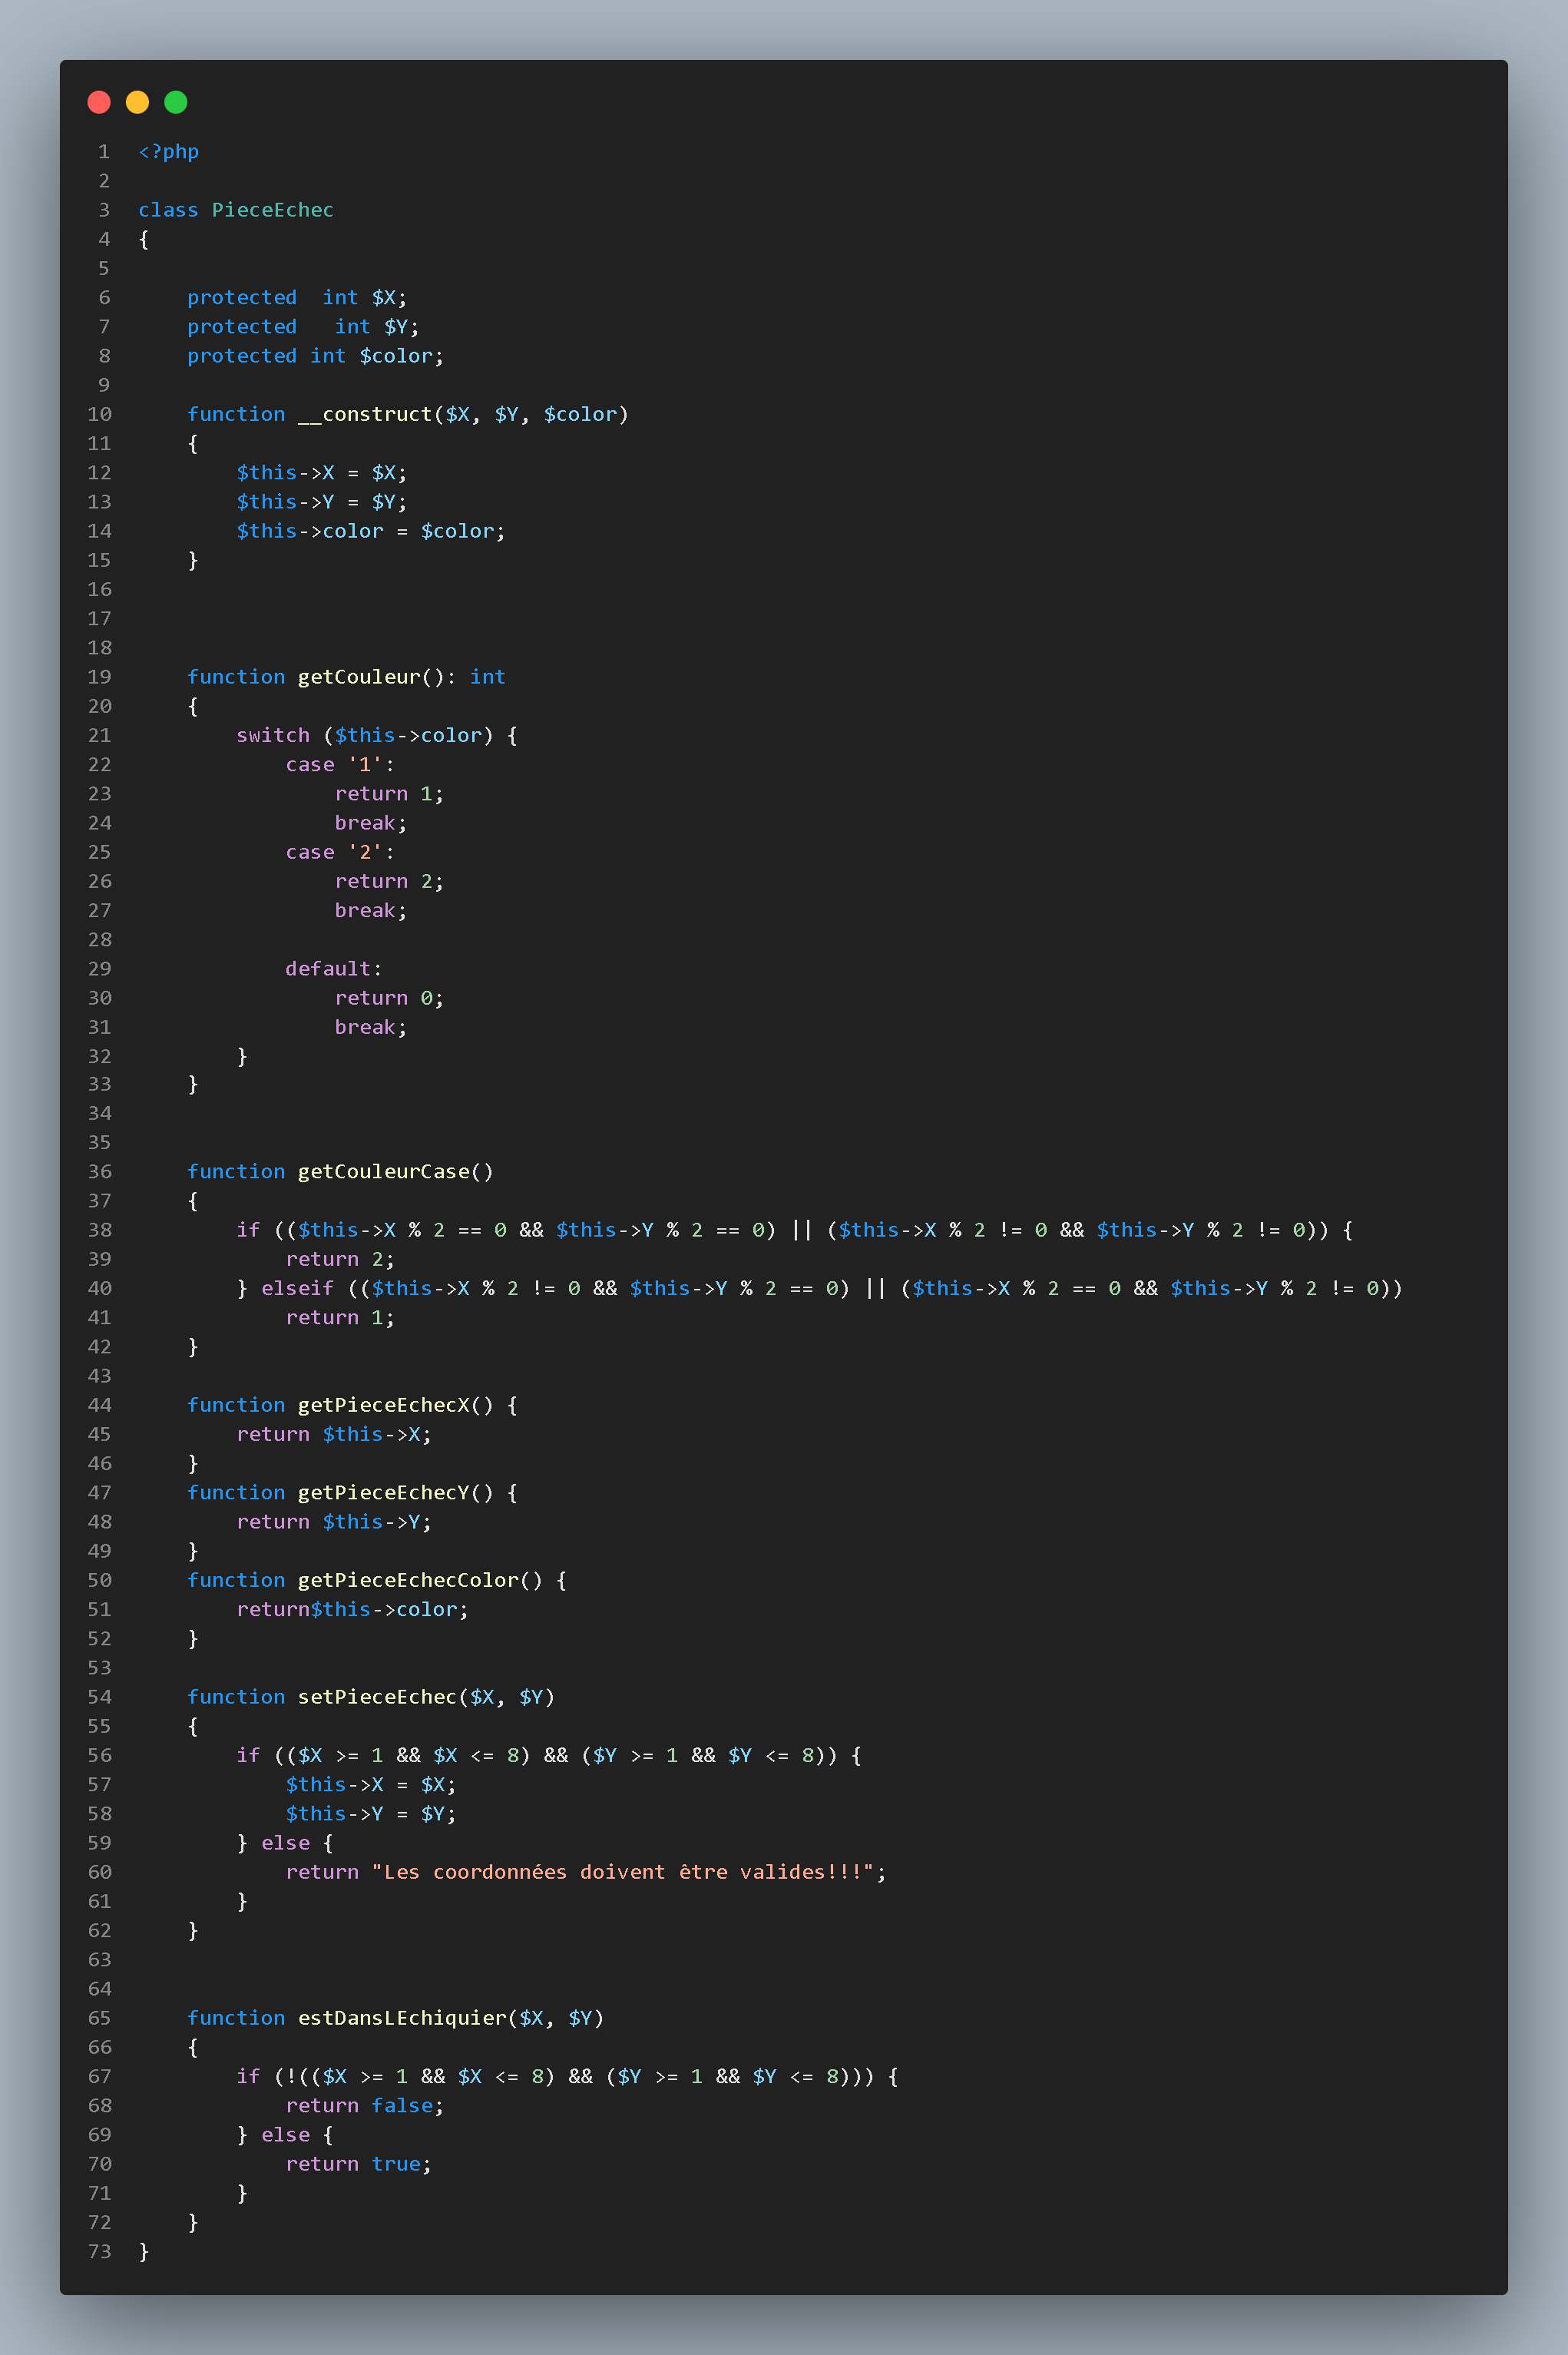 1 <?php
2
3 class PieceEchec
4 {
5
6     protected  int $X;
7     protected   int $Y;
8     protected int $color;
9
10     function __construct($X, $Y, $color)
11     {
12         $this->X = $X;
13         $this->Y = $Y;
14         $this->color = $color;
15     }
16
17
18
19     function getCouleur(): int
20     {
21         switch ($this->color) {
22             case '1':
23                 return 1;
24                 break;
25             case '2':
26                 return 2;
27                 break;
28
29             default:
30                 return 0;
31                 break;
32         }
33     }
34
35
36     function getCouleurCase()
37     {
38         if (($this->X % 2 == 0 && $this->Y % 2 == 0) || ($this->X % 2 != 0 && $this->Y % 2 != 0)) {
39             return 2;
40         } elseif (($this->X % 2 != 0 && $this->Y % 2 == 0) || ($this->X % 2 == 0 && $this->Y % 2 != 0))
41             return 1;
42     }
43
44     function getPieceEchecX() {
45         return $this->X;
46     }
47     function getPieceEchecY() {
48         return $this->Y;
49     }
50     function getPieceEchecColor() {
51         return$this->color;
52     }
53
54     function setPieceEchec($X, $Y)
55     {
56         if (($X >= 1 && $X <= 8) && ($Y >= 1 && $Y <= 8)) {
57             $this->X = $X;
58             $this->Y = $Y;
59         } else {
60             return "Les coordonnées doivent être valides!!!";
61         }
62     }
63
64
65     function estDansLEchiquier($X, $Y)
66     {
67         if (!(($X >= 1 && $X <= 8) && ($Y >= 1 && $Y <= 8))) {
68             return false;
69         } else {
70             return true;
71         }
72     }
73 }